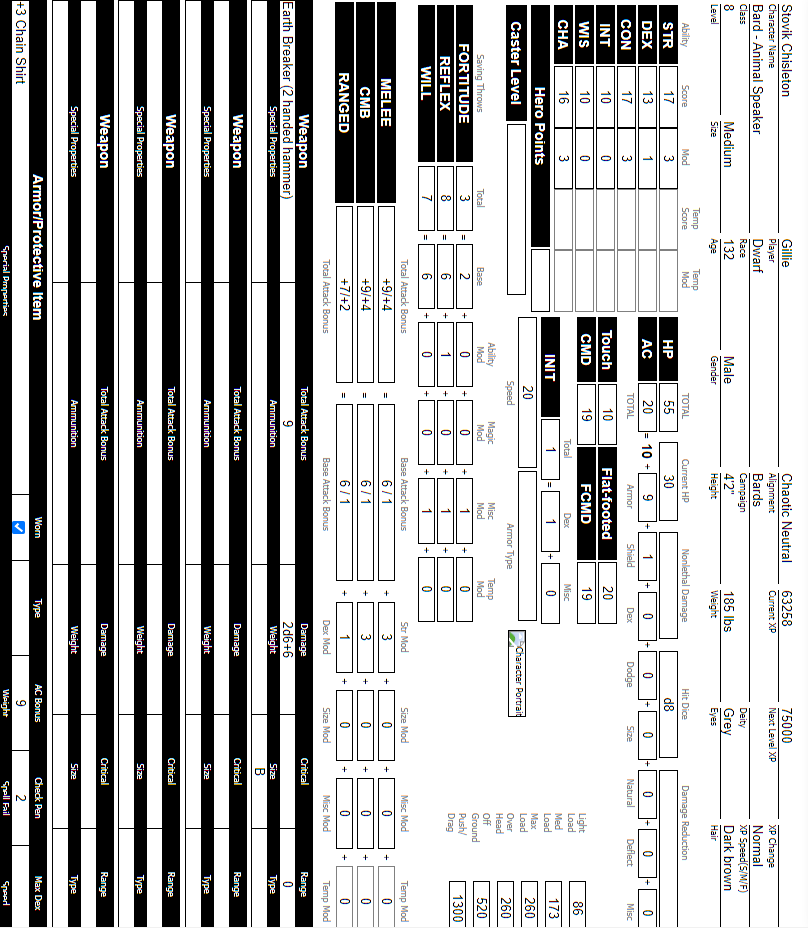 Stovik Chisleton Gillie Chaotic Neutral 63258 75000
Character Name Player Alignment Current XP Next Level XP XP Change
Bard - Animal Speaker Dwarf Bards Normal
Class Race Campaign Deity XP Speed(S/M/F)
8 Medium 132 Male 4'2" 185 lbs Grey Dark brown
Level Size Age Gender Height Weight Eyes Hair
Ability Score Mod Temp Score Temp Mod
STR 17 3
DEX 13 1
CON 17 3
INT 10 0
WIS 10 0
CHA 16 3
Hero Points
Caster Level
TOTAL Current HP Nonlethal Damage Hit Dice Damage Reduction
HP 55 30 d8
AC 20 = 10 + 9 + 1 + 0 + 0 + 0 + 0 + 0 + 0
TOTAL Armor Shield Dex Dodge Size Natural Deflect Misc
Touch 10 Flat-footed 20
CMD 19 FCMD 19
Total Dex Misc
INIT 1 = 1 + 0
20
Speed Armor Type
Character Portrait
Light Load 86
Med Load 173
Max Load 260
Over Head 260
Off Ground 520
Push/Drag 1300
Saving Throws Total Base Ability Mod Magic Mod Misc Mod Temp Mod
FORTITUDE 3 = 2 + 0 + 0 + 1 + 0
REFLEX 8 = 6 + 1 + 0 + 1 + 0
WILL 7 = 6 + 0 + 0 + 1 + 0
Total Attack Bonus Base Attack Bonus Str Mod Size Mod Misc Mod Temp Mod
MELEE +9/+4 = 6 / 1 + 3 + 0 + 0 + 0
CMB +9/+4 = 6 / 1 + 3 + 0 + 0 + 0
RANGED +7/+2 = 6 / 1 + 1 + 0 + 0 + 0
Total Attack Bonus Base Attack Bonus Dex Mod Size Mod Misc Mod Temp Mod
Weapon Total Attack Bonus Damage Critical Range
Earth Breaker (2 handed hammer) 9 2d6+6 0
Special Properties Ammunition Weight Size Type
B
Weapon Total Attack Bonus Damage Critical Range
Special Properties Ammunition Weight Size Type
Weapon Total Attack Bonus Damage Critical Range
Special Properties Ammunition Weight Size Type
Weapon Total Attack Bonus Damage Critical Range
Special Properties Ammunition Weight Size Type
Armor/Protective Item Worn Type AC Bonus Check Pen Max Dex
+3 Chain Shirt 9 2
Special Properties Weight Spell Fail Speed